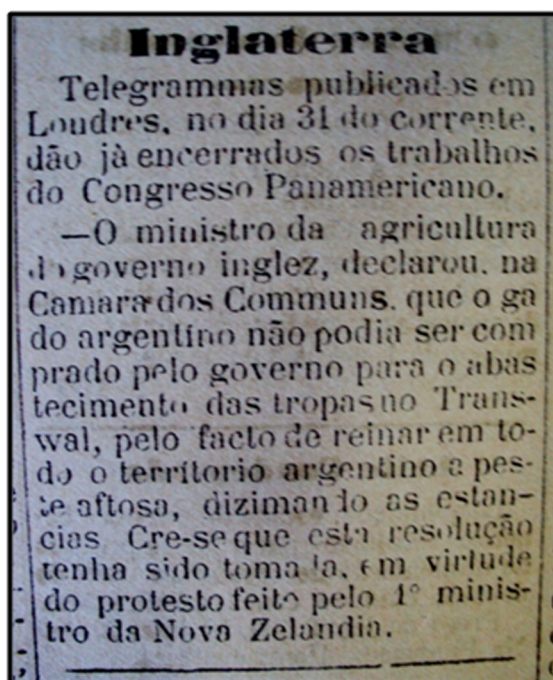 Inglaterra
Telegrammas publicados em
Loudres, no dia 31 do corrente,
dão já encerrados os trabalhos
do Congresso Panamericano.
—O ministro da agricultura
do governo inglez, declarou, na
Camara dos Communs, que o ga
do argentino não podia ser com
prado pelo governo para o abas
tecimento das tropas no Trans-
wal, pelo facto de reinar em to-
do o territorio argentino a pes-
te aftosa, dizimando as estan-
cias Cre-se que esta resolução
tenha sido tomada, em virtude
do protesto feito pelo 1º minis-
tro da Nova Zelandia.